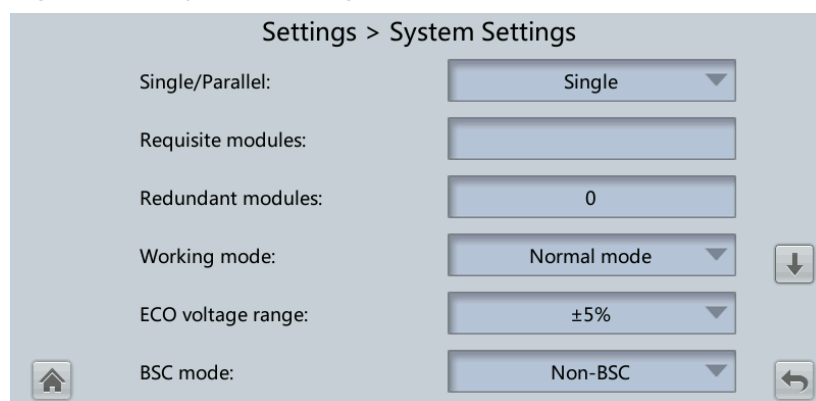 Settings > System Settings
Single/Parallel: Single
Requisite modules:
Redundant modules: 0
Working mode: Normal mode
ECO voltage range: ±5%
BSC mode: Non-BSC